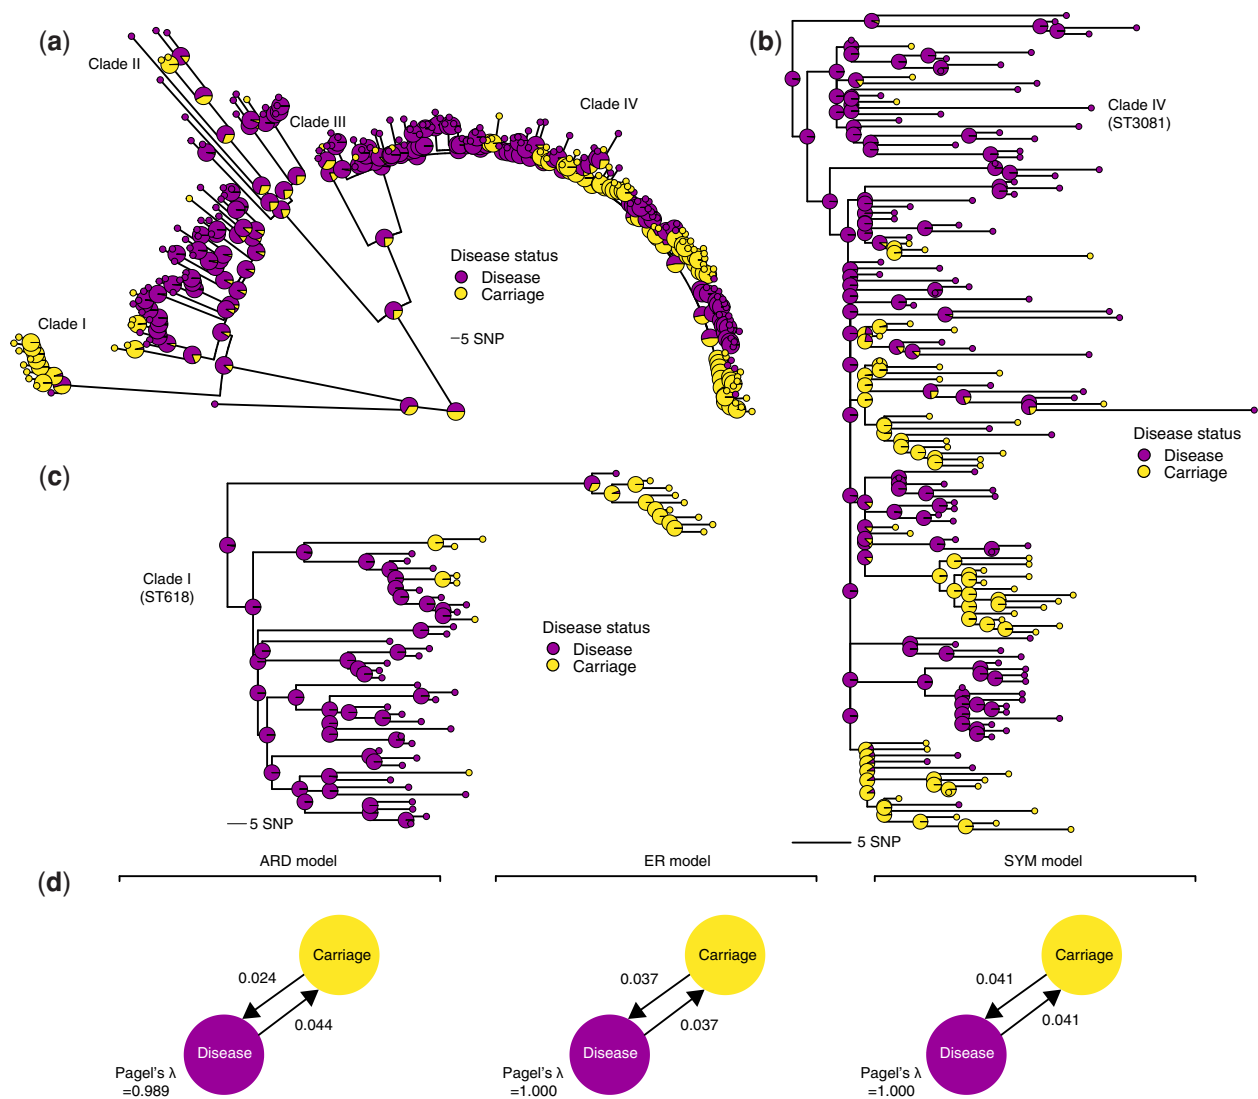 (a)
Clade II
Clade III
Clade IV
Clade I
Disease status
Disease
Carriage
5 SNP
(b)
Clade IV
(ST3081)
Disease status
Disease
Carriage
5 SNP
(c)
Clade I
(ST618)
Disease status
Disease
Carriage
5 SNP
(d)
ARD model
Carriage
0.024
0.044
Disease
Pagel's λ
=0.989
ER model
Carriage
0.037
0.037
Disease
Pagel's λ
=1.000
SYM model
Carriage
0.041
0.041
Disease
Pagel's λ
=1.000